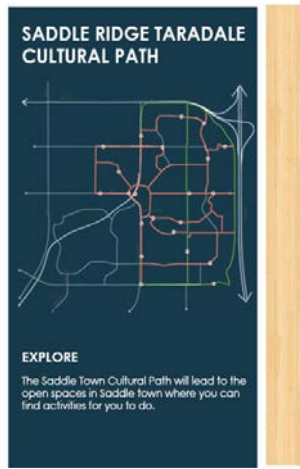 SADDLE RIDGE TARADALE
CULTURAL PATH
EXPLORE
The Saddle Town Cultural Path will lead to the
open spaces in Saddle town where you can
find activities for you to do.